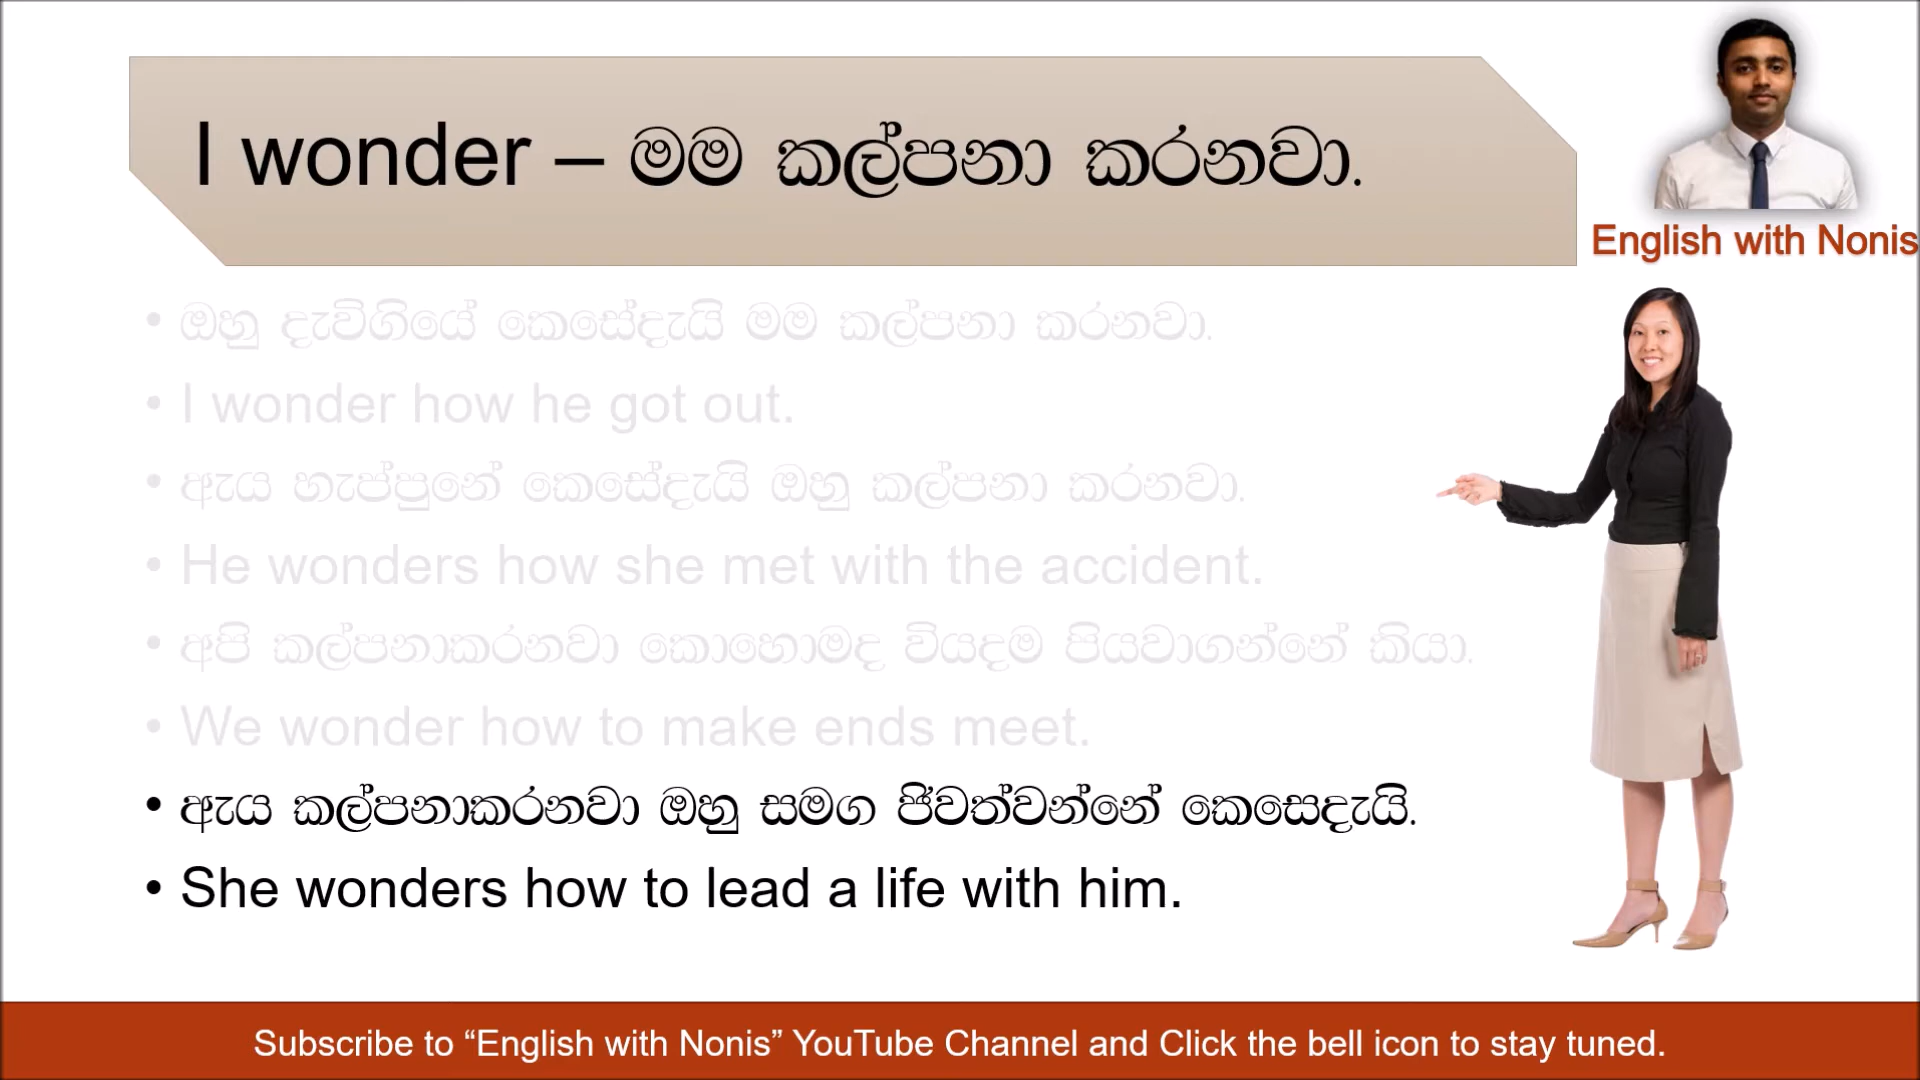 I wonder – මම කල්පනා කරනවා.
English with Nonis
• ඔහු දැවිගියේ කෙසේදැයි මම කල්පනා කරනවා.
• I wonder how he got out.
• ඇය හැප්පුනේ කෙසේදැයි ඔහු කල්පනා කරනවා.
• He wonders how she met with the accident.
• අපි කල්පනාකරනවා කොහොමද වියදම පියවාගන්නේ කියා.
• We wonder how to make ends meet.
• ඇය කල්පනාකරනවා ඔහු සමග ජීවත්වන්නේ කෙසෙදැයි.
• She wonders how to lead a life with him.
Subscribe to “English with Nonis” YouTube Channel and Click the bell icon to stay tuned.